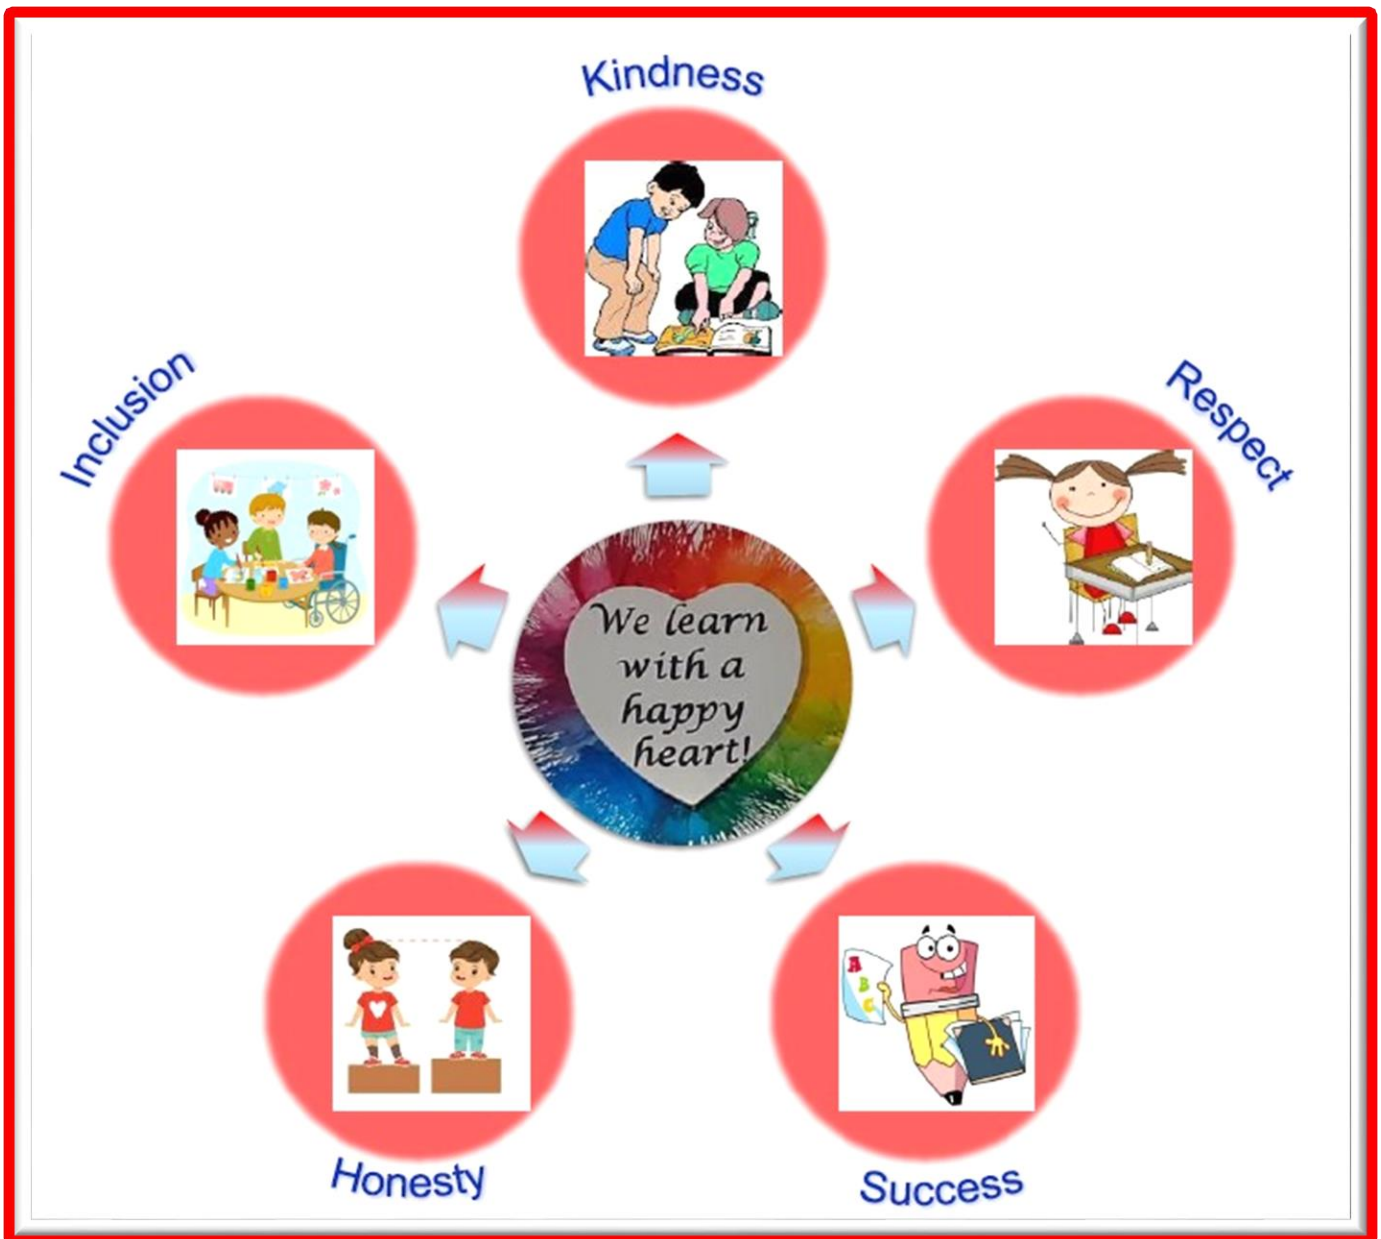 Kindness
Inclusion
Respect
We learn
with a
happy
heart!
A
B
C
Honesty
Success